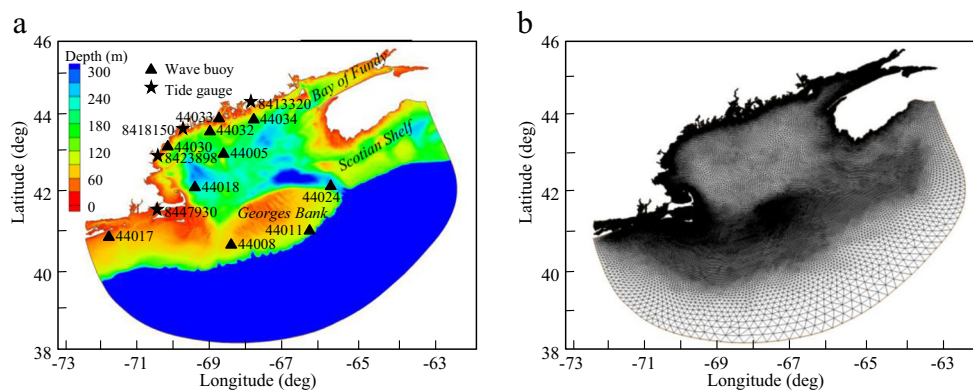 a
46
44
42
40
38
Latitude (deg)
Depth (m)
300
240
180
120
60
0
Wave buoy
Tide gauge
Bay of Fundy
8413320
44033
44034
8418150
44032
44030
44005
8423898
Scotian Shelf
44018
44024
8447930
Georges Bank
44011
44017
44008
-73 -71 -69 -67 -65 -63
Longitude (deg)
b
46
44
42
40
38
Latitude (deg)
-73 -71 -69 -67 -65 -63
Longitude (deg)